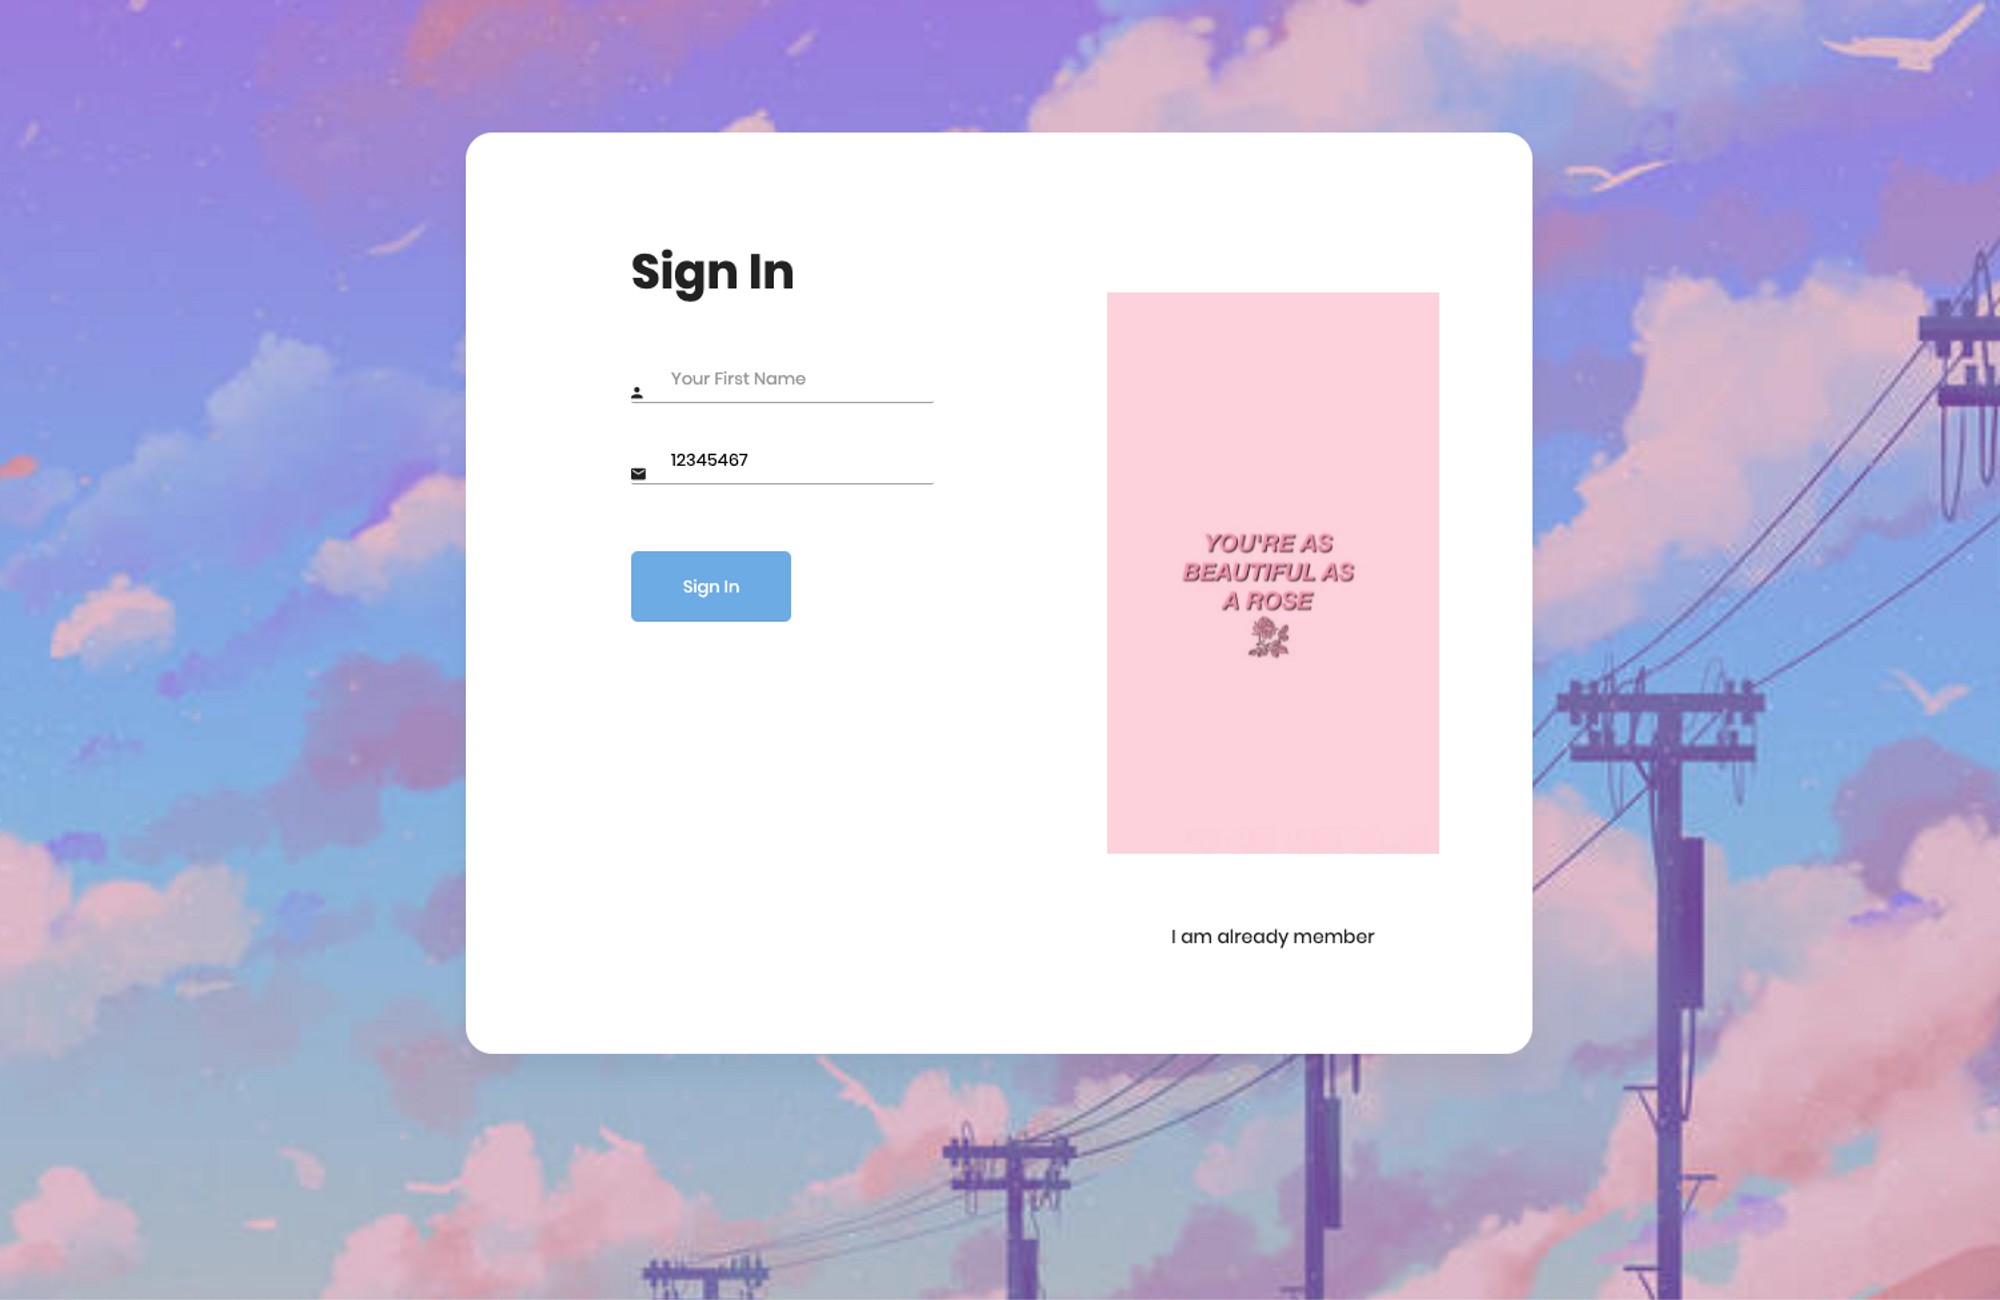 Sign In
Your First Name
12345467
Sign In
YOU'RE AS
BEAUTIFUL AS
A ROSE
I am already member